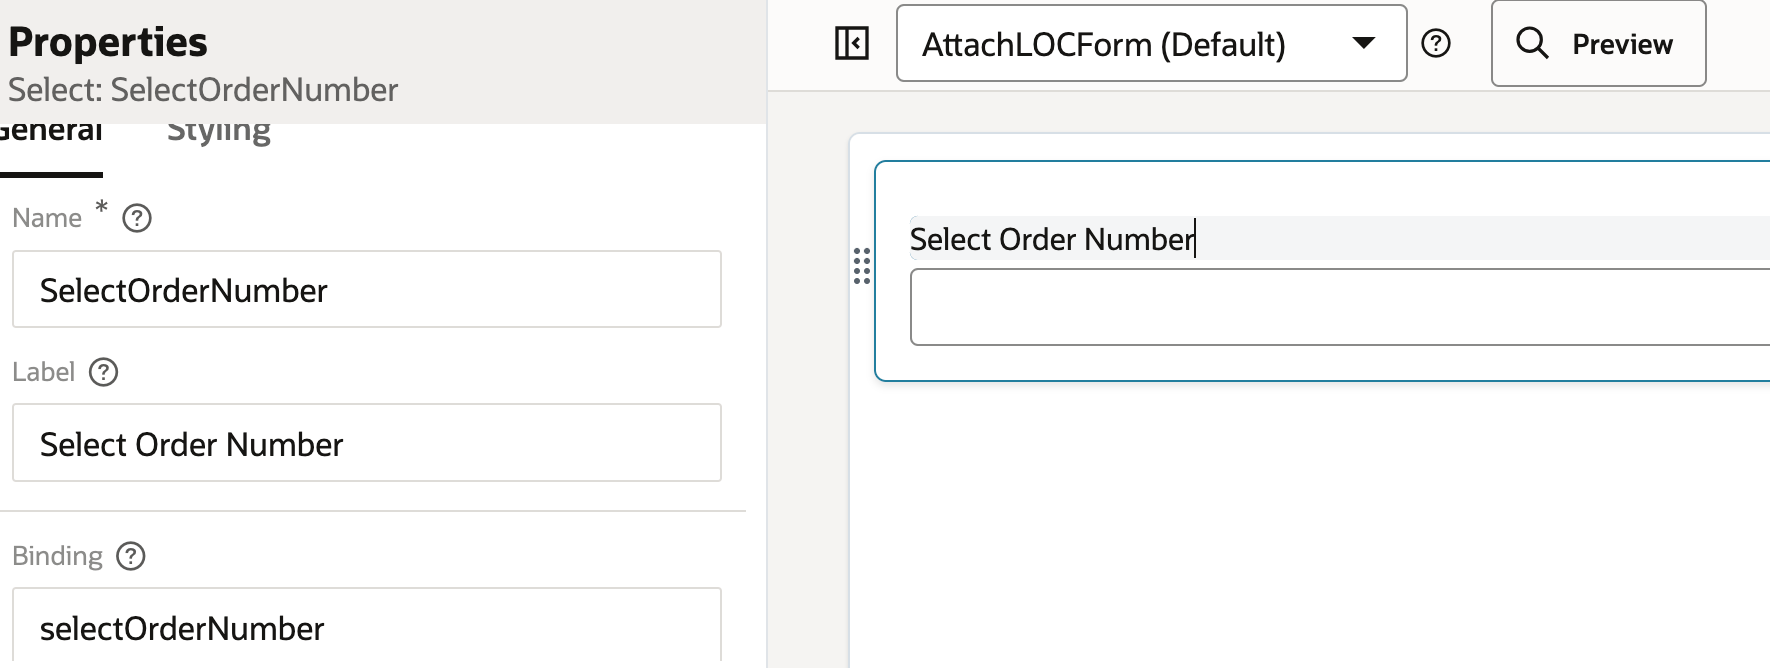 Properties
Select: SelectOrderNumber
General Styling
Name *
SelectOrderNumber
Label
Select Order Number
Binding
selectOrderNumber
AttachLOCForm (Default)
Preview
Select Order Number